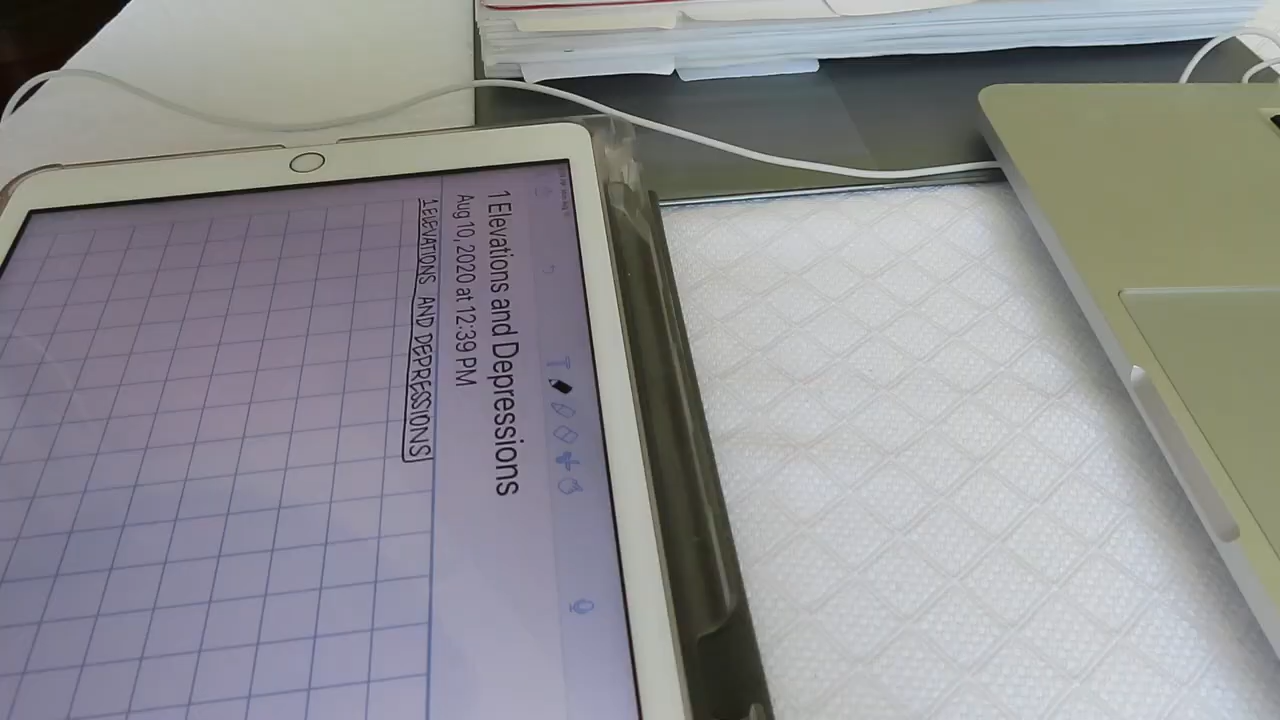 1 Elevations and Depressions
Aug 10, 2020 at 12:39 PM
1 ELEVATIONS AND DEPRESSIONS